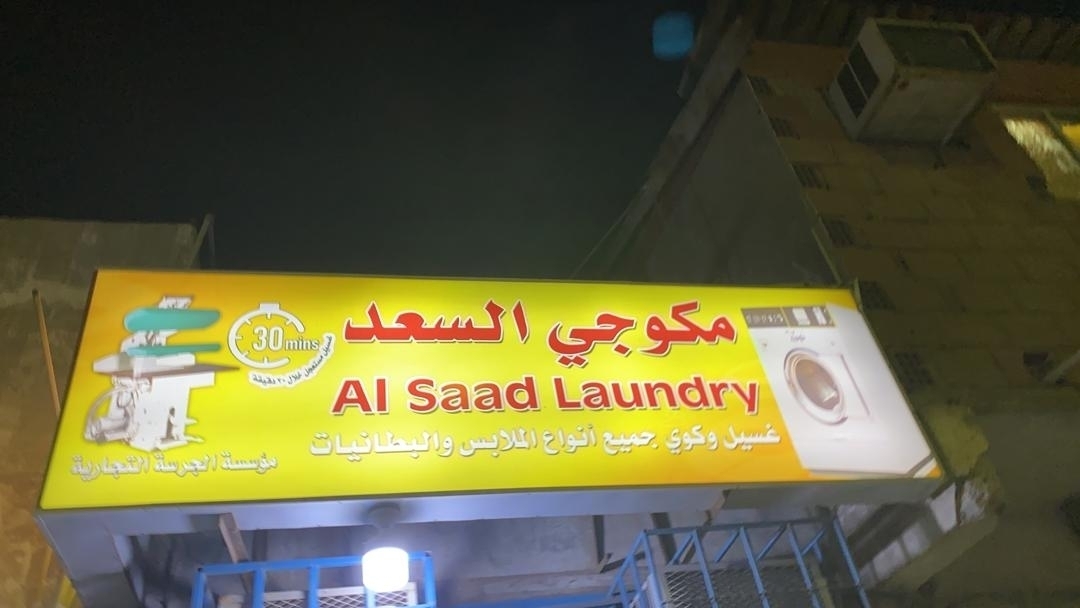 مكوجي السعد
Al Saad Laundry
غسيل وكوي جميع أنواع الملابس والبطانيات
30 mins
غسيل مستعجل خلال ٣٠ دقيقة
مؤسسة الجرسة التجارية